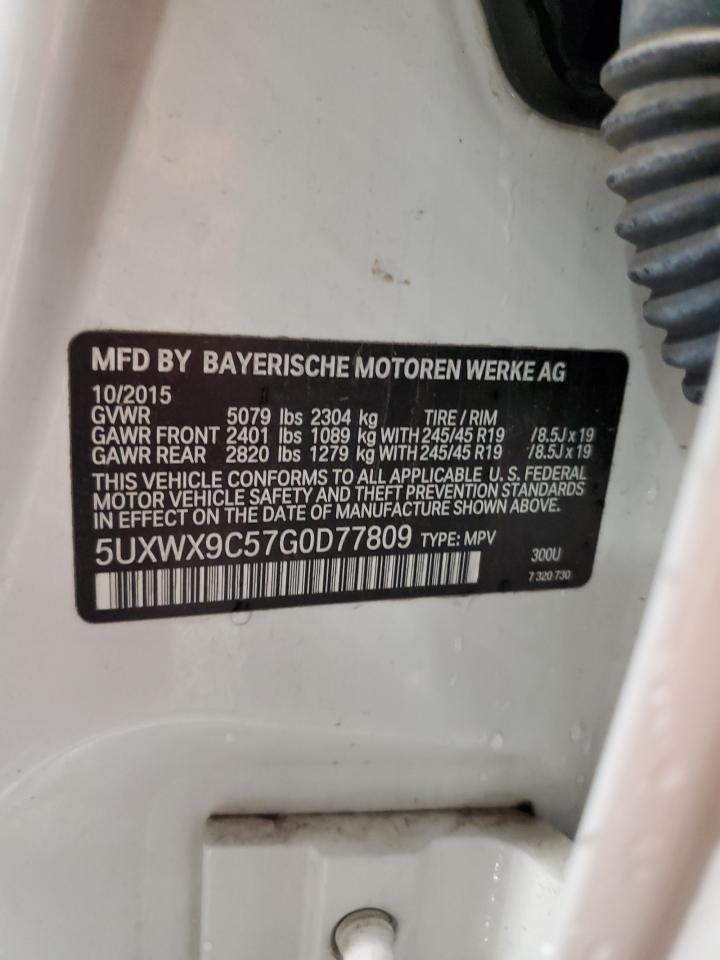 MFD BY BAYERISCHE MOTOREN WERKE AG
10/2015
GVWR 5079 lbs 2304 kg TIRE / RIM
GAWR FRONT 2401 lbs 1089 kg WITH 245/45 R19 /8.5J x 19
GAWR REAR 2820 lbs 1279 kg WITH 245/45 R19 /8.5J x 19
THIS VEHICLE CONFORMS TO ALL APPLICABLE U. S. FEDERAL
MOTOR VEHICLE SAFETY AND THEFT PREVENTION STANDARDS
IN EFFECT ON THE DATE OF MANUFACTURE SHOWN ABOVE.
5UXWX9C57G0D77809 TYPE: MPV 300U
7 320 730